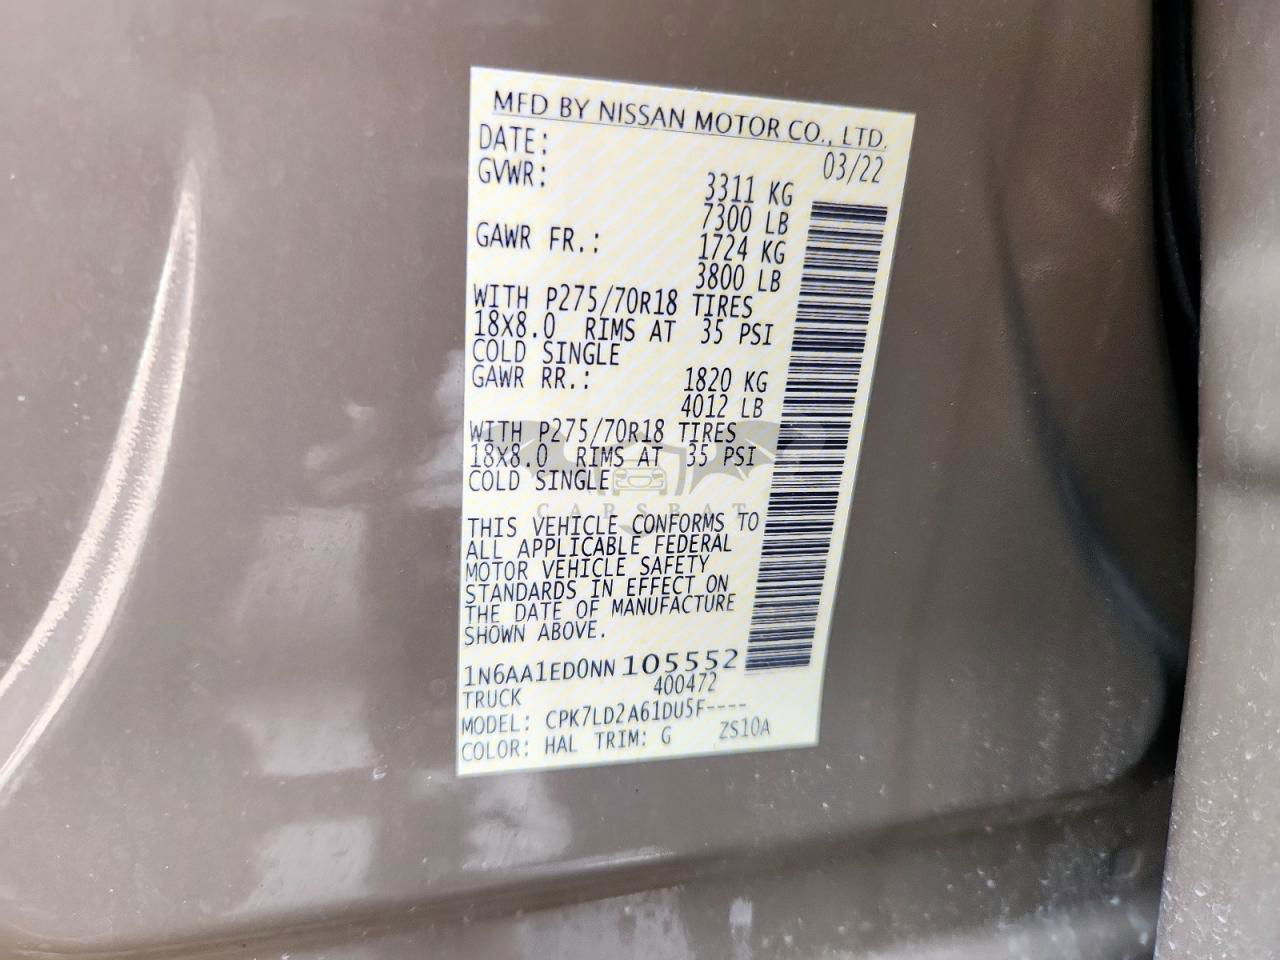 MFD BY NISSAN MOTOR CO., LTD.
DATE: 03/22
GVWR: 3311 KG
7300 LB
GAWR FR.: 1724 KG
3800 LB
WITH P275/70R18 TIRES
18X8.0 RIMS AT 35 PSI
COLD SINGLE
GAWR RR.: 1820 KG
4012 LB
WITH P275/70R18 TIRES
18X8.0 RIMS AT 35 PSI
COLD SINGLE
CARSBAT
THIS VEHICLE CONFORMS TO
ALL APPLICABLE FEDERAL
MOTOR VEHICLE SAFETY
STANDARDS IN EFFECT ON
THE DATE OF MANUFACTURE
SHOWN ABOVE.
1N6AA1ED0NN105552
TRUCK 400472
MODEL: CPK7LD2A61DU5F----
COLOR: HAL TRIM: G ZS10A